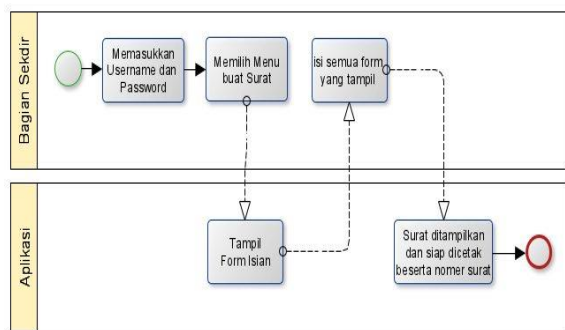 Bagian Sekdir
Memasukkan
Username dan
Password
Memilih Menu
buat Surat
isi semua form
yang tampil
Aplikasi
Tampil
Form Isian
Surat ditampilkan
dan siap dicetak
beserta nomer surat